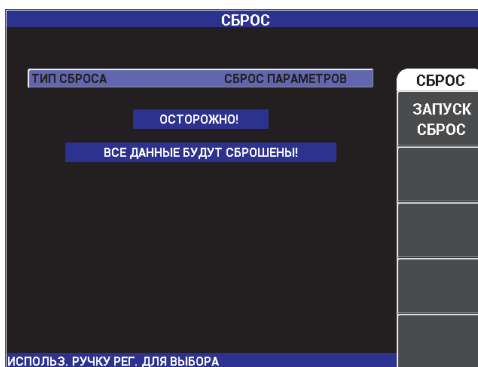 СБРОС
ТИП СБРОСА СБРОС ПАРАМЕТРОВ
СБРОС
ЗАПУСК
СБРОС
ОСТОРОЖНО!
ВСЕ ДАННЫЕ БУДУТ СБРОШЕНЫ!
ИСПОЛЬЗ. РУЧКУ РЕГ. ДЛЯ ВЫБОРА